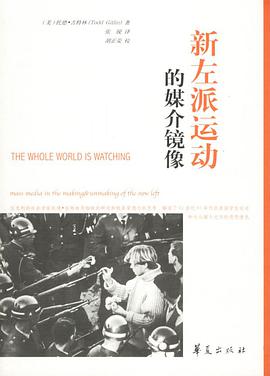 (美) 托德·吉特林 (Todd Gitlin) 著
张 锐 译
胡正荣 校
新左派运动
的媒介镜像
THE WHOLE WORLD IS WATCHING
mass media in the making&unmaking of the new left
华夏出版社